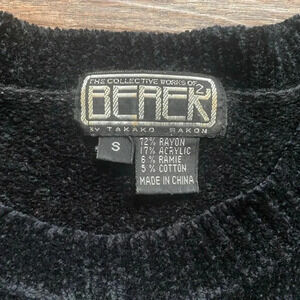 THE COLLECTIVE WORKS OF
BEREK 2
BY TAKAKO SAKON
S
72% RAYON
17% ACRYLIC
6% RAMIE
5% COTTON
MADE IN CHINA